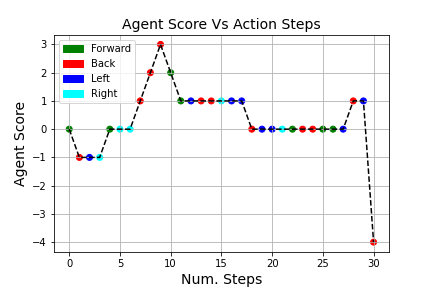 Agent Score Vs Action Steps
Forward
Back
Left
Right
Agent Score
3
2
1
0
−1
−2
−3
−4
0 5 10 15 20 25 30
Num. Steps